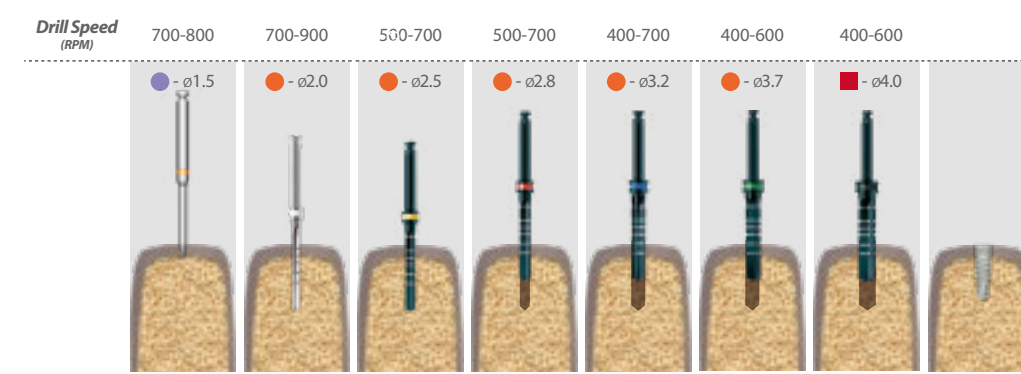 Drill Speed
(RPM)
700-800 700-900 500-700 500-700 400-700 400-600 400-600
- ø1.5 - ø2.0 - ø2.5 - ø2.8 - ø3.2 - ø3.7 - ø4.0